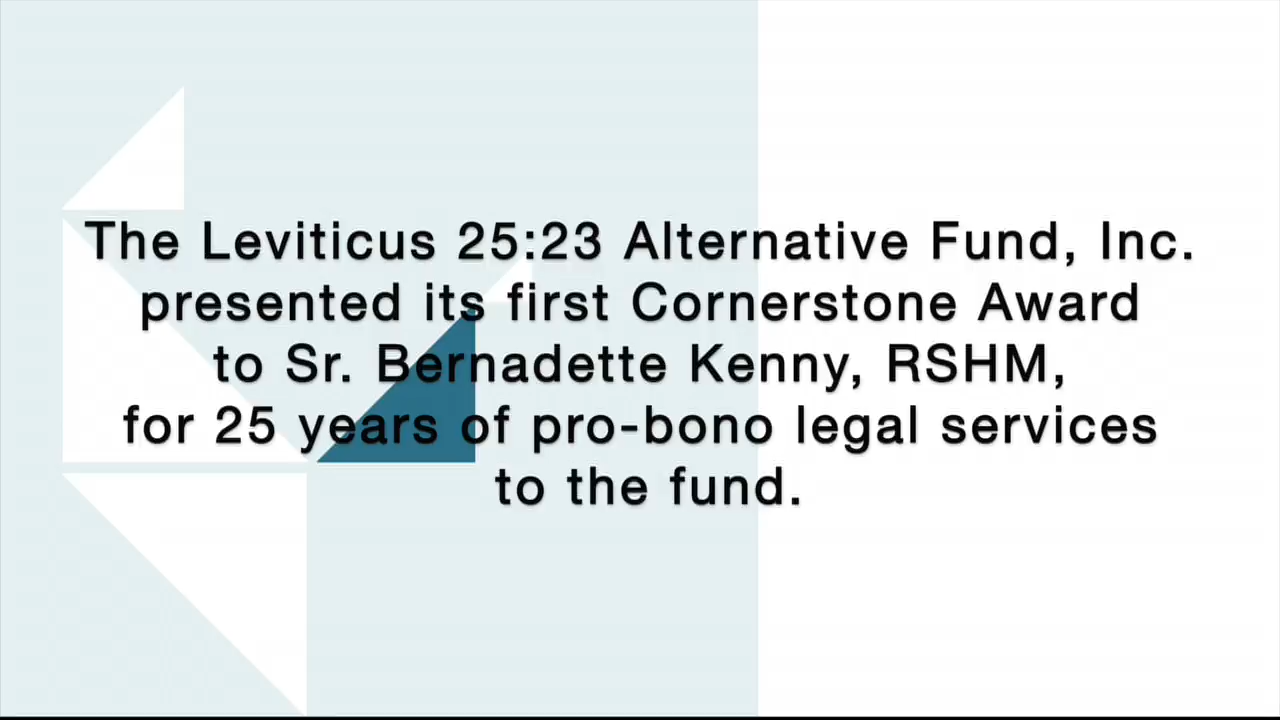 The Leviticus 25:23 Alternative Fund, Inc.
presented its first Cornerstone Award
to Sr. Bernadette Kenny, RSHM,
for 25 years of pro-bono legal services
to the fund.